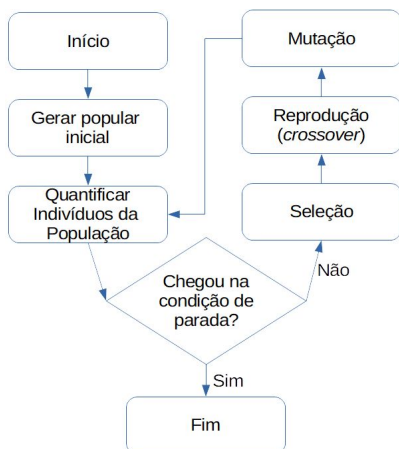 Início
Gerar popular
inicial
Quantificar
Indivíduos da
População
Chegou na
condição de
parada?
Sim
Fim
Não
Seleção
Reprodução
(crossover)
Mutação